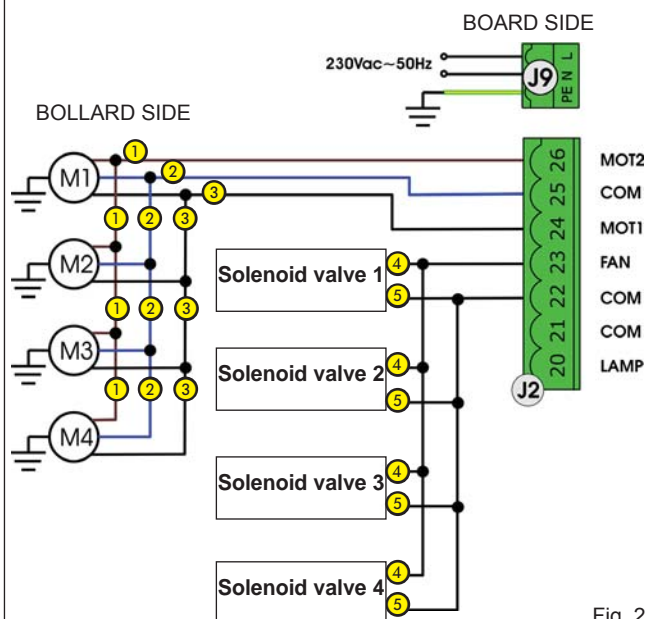 BOARD SIDE
230Vac~50Hz
J9
PE N L
BOLLARD SIDE
1
2
3
M1
1 2 3
M2
1 2 3
M3
1 2 3
M4
26 MOT2
25 COM
24 MOT1
23 FAN
22 COM
21 COM
20 LAMP
J2
Solenoid valve 1
4
5
Solenoid valve 2
4
5
Solenoid valve 3
4
5
Solenoid valve 4
4
5
Fig. 2